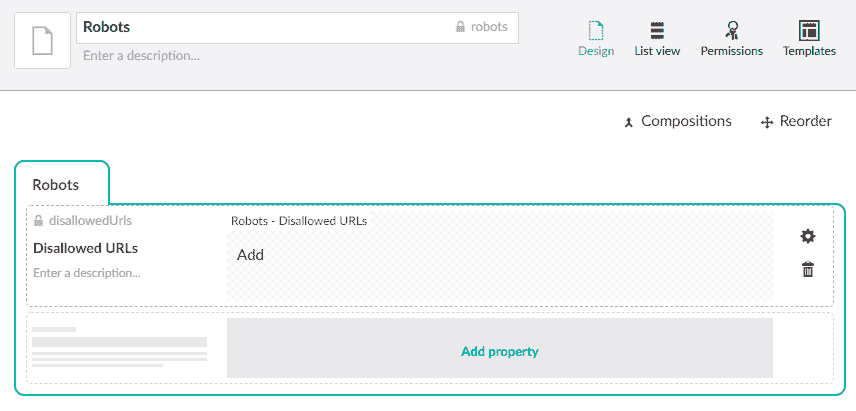 Robots
robots
Enter a description...
Design
List view
Permissions
Templates
Compositions
Reorder
Robots
disallowedUrls
Robots - Disallowed URLs
Disallowed URLs
Add
Enter a description...
Add property